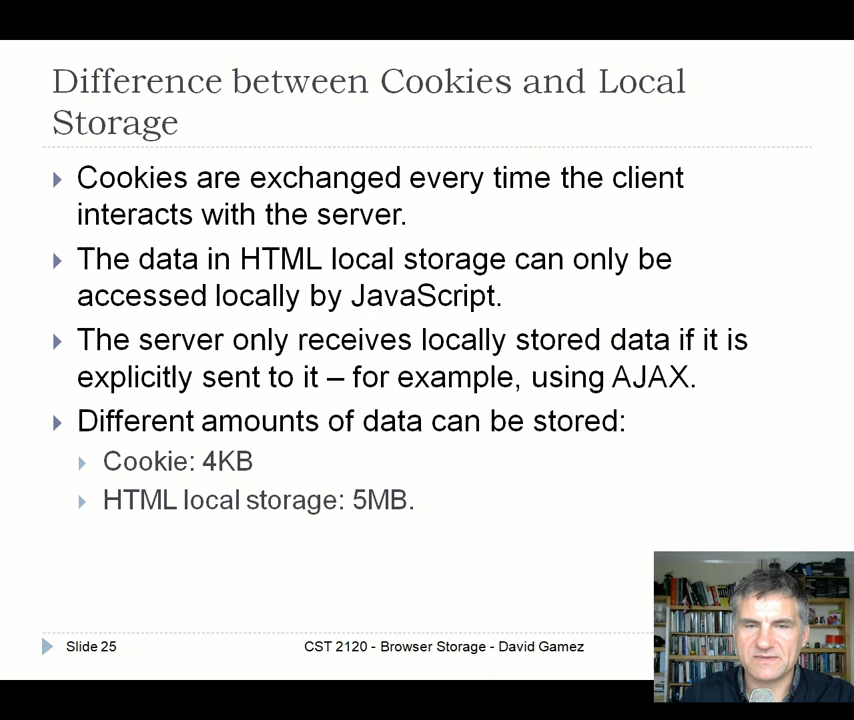 Difference between Cookies and Local
Storage
Cookies are exchanged every time the client
interacts with the server.
The data in HTML local storage can only be
accessed locally by JavaScript.
The server only receives locally stored data if it is
explicitly sent to it – for example, using AJAX.
Different amounts of data can be stored:
Cookie: 4KB
HTML local storage: 5MB.
Slide 25
CST 2120 - Browser Storage - David Gamez